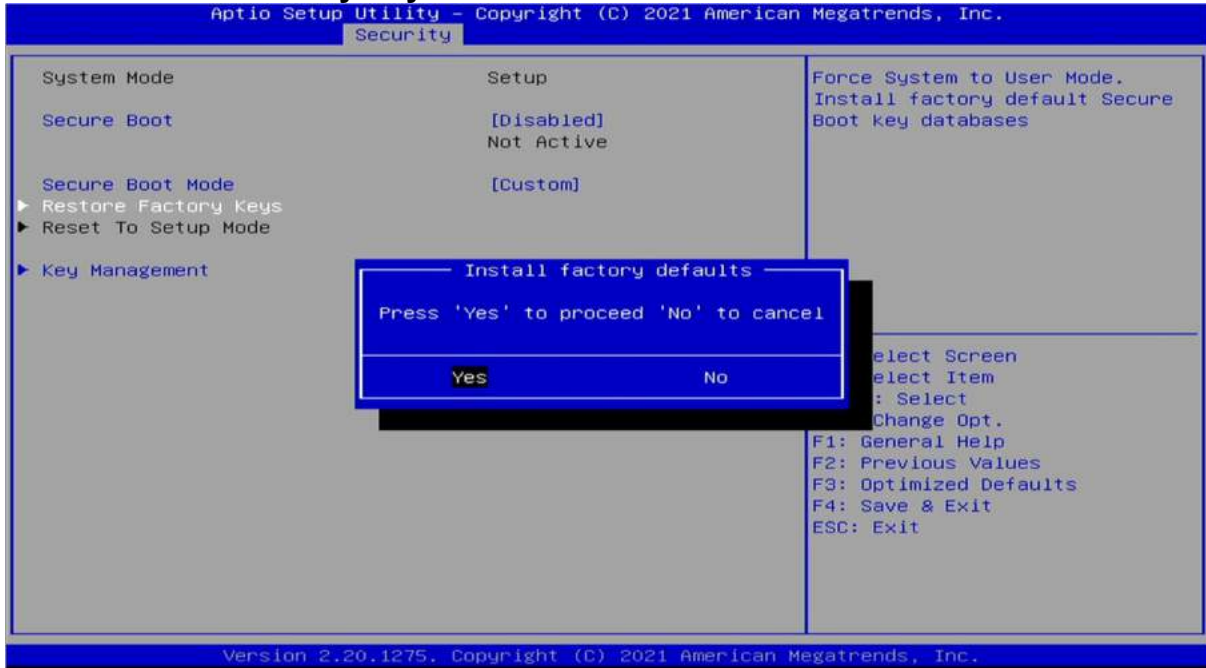 Aptio Setup Utility – Copyright (C) 2021 American Megatrends, Inc.
Security
System Mode Setup
Secure Boot [Disabled]
Not Active
Secure Boot Mode [Custom]
Restore Factory Keys
Reset To Setup Mode
Key Management
Install factory defaults
Press 'Yes' to proceed 'No' to cancel
Yes No
Force System to User Mode.
Install factory default Secure
Boot key databases
elect Screen
elect Item
: Select
Change Opt.
F1: General Help
F2: Previous Values
F3: Optimized Defaults
F4: Save & Exit
ESC: Exit
Version 2.20.1275. Copyright (C) 2021 American Megatrends, Inc.